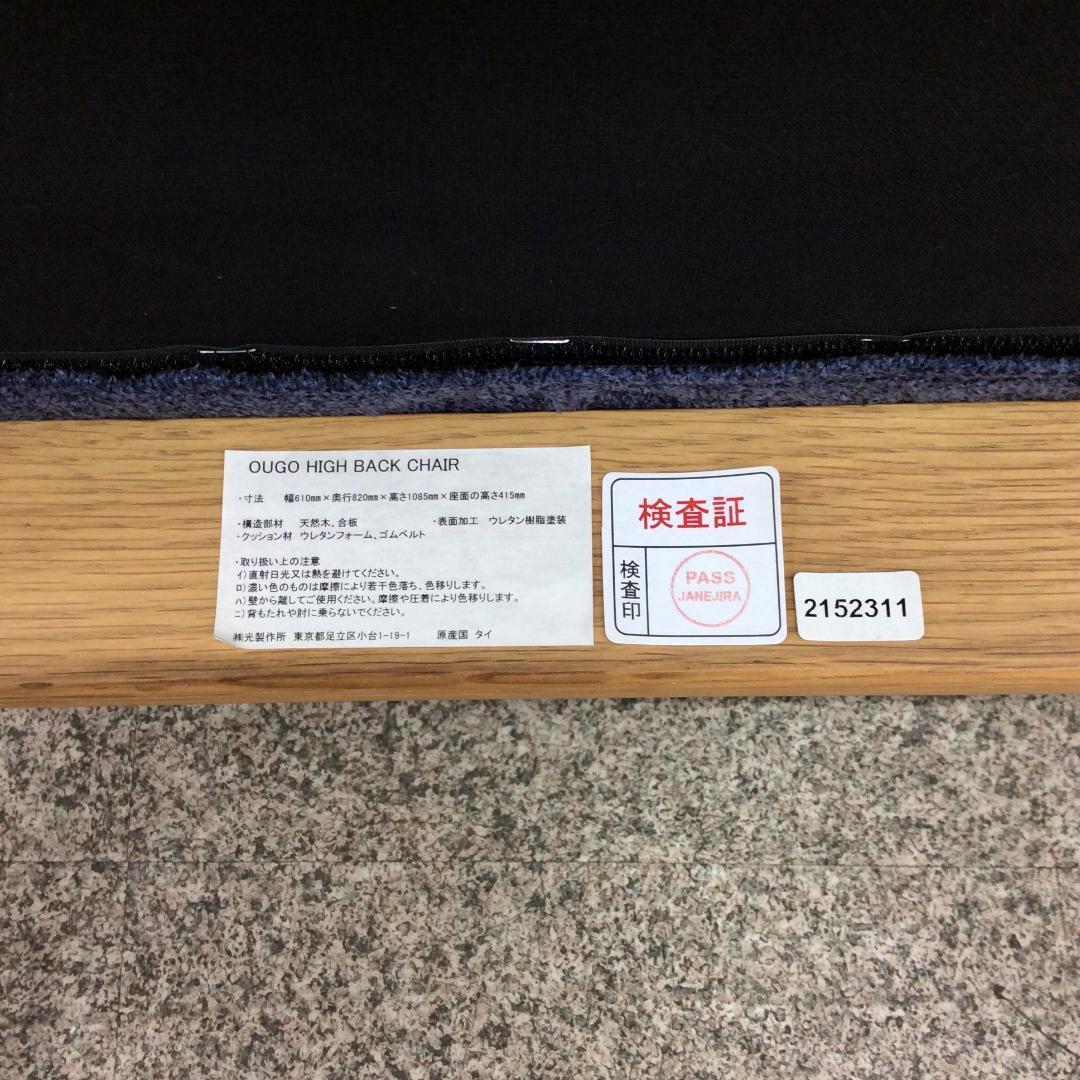 OUGO HIGH BACK CHAIR
・寸法 幅610mm×奥行820mm×高さ1085mm×座面の高さ415mm
・構造部材 天然木、合板 ・表面加工 ウレタン樹脂塗装
・クッション材 ウレタンフォーム、ゴムベルト
・取り扱い上の注意
イ)直射日光又は熱を避けてください。
ロ)濃い色のものは摩擦により若干色落ち、色移りします。
ハ)壁から離してご使用ください。摩擦や圧着により色移りします。
ニ)背もたれや肘に乗らないでください。
㈱光製作所 東京都足立区小台1-19-1 原産国 タイ
検査証
検査印
PASS
JANEJIRA
2152311